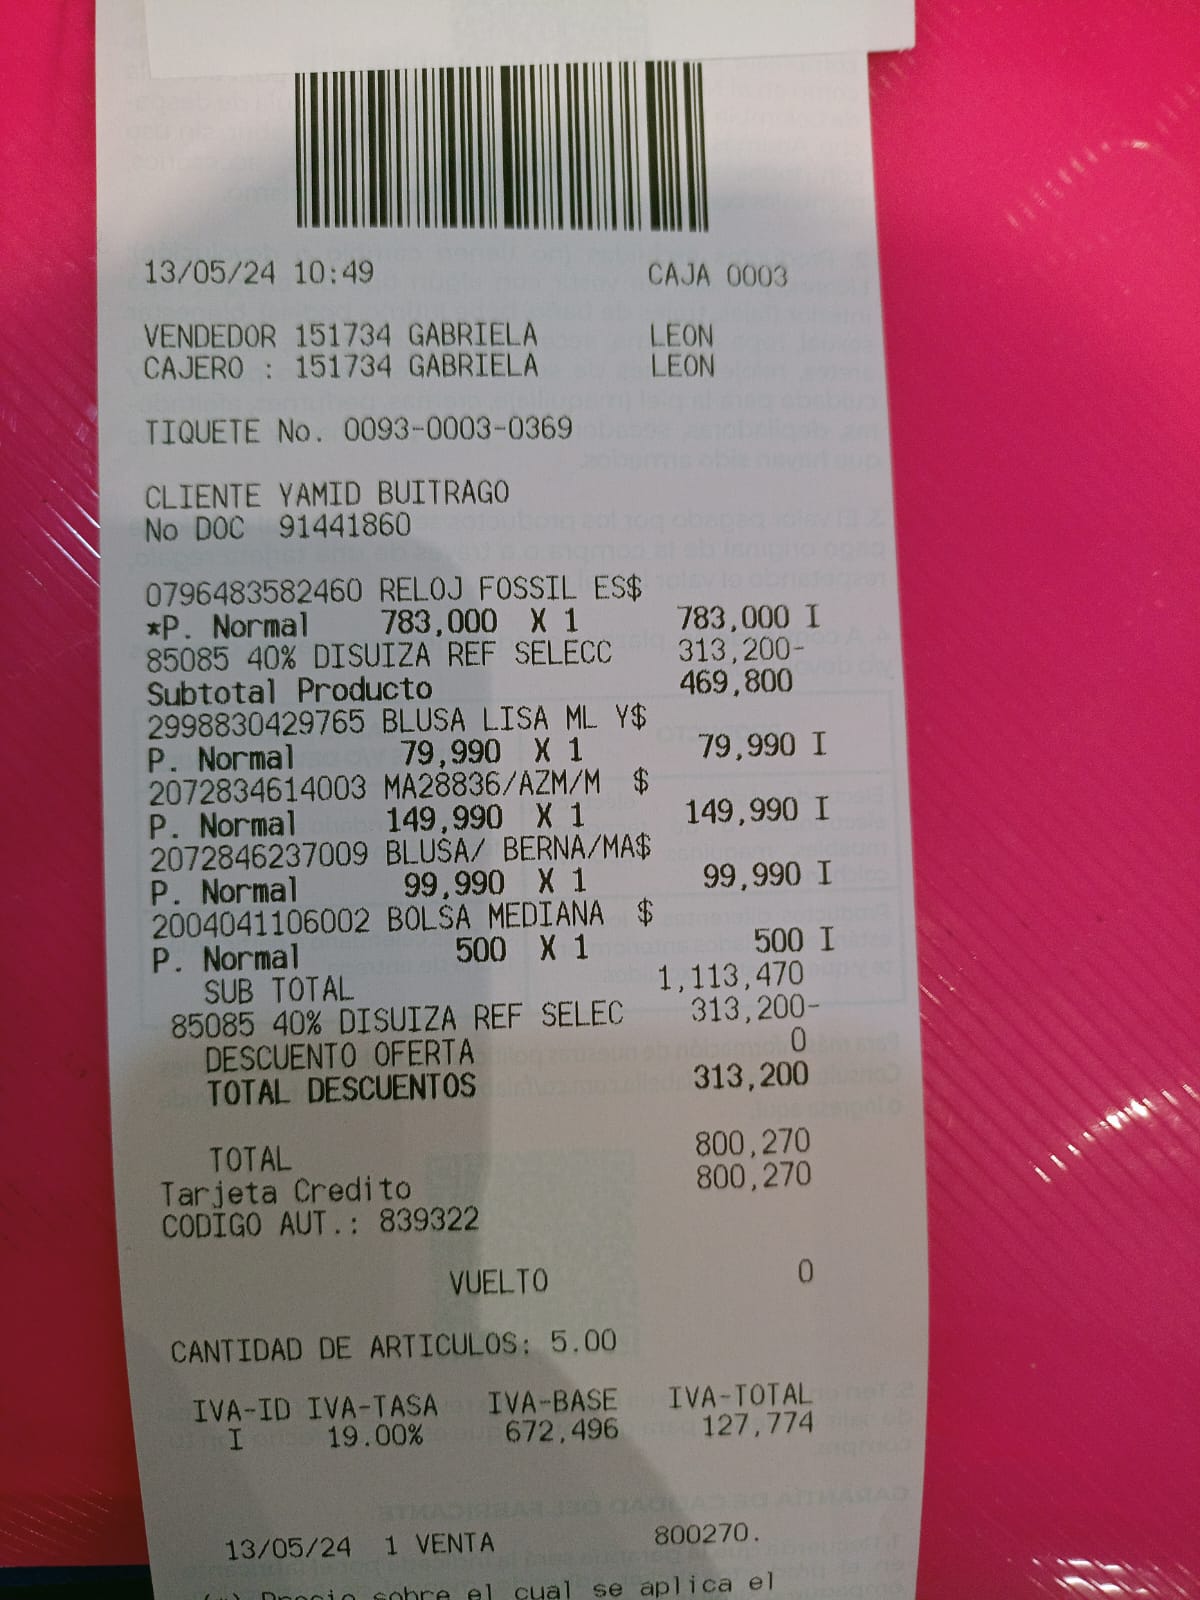 13/05/24 10:49 CAJA 0003
VENDEDOR 151734 GABRIELA LEON
CAJERO : 151734 GABRIELA LEON
TIQUETE No. 0093-0003-0369
CLIENTE YAMID BUITRAGO
No DOC 91441860
0796483582460 RELOJ FOSSIL ES$
*P. Normal 783,000 X 1 783,000 I
85085 40% DISUIZA REF SELECC 313,200-
Subtotal Producto 469,800
2998830429765 BLUSA LISA ML Y$
P. Normal 79,990 X 1 79,990 I
2072834614003 MA28836/AZM/M $
P. Normal 149,990 X 1 149,990 I
2072846237009 BLUSA/ BERNA/MA$
P. Normal 99,990 X 1 99,990 I
2004041106002 BOLSA MEDIANA $
P. Normal 500 X 1 500 I
SUB TOTAL 1,113,470
85085 40% DISUIZA REF SELEC 313,200-
DESCUENTO OFERTA 0
TOTAL DESCUENTOS 313,200
TOTAL 800,270
Tarjeta Credito 800,270
CODIGO AUT.: 839322
VUELTO 0
CANTIDAD DE ARTICULOS: 5.00
IVA-ID IVA-TASA IVA-BASE IVA-TOTAL
I 19.00% 672,496 127,774
13/05/24 1 VENTA 800270.
(*) Precio sobre el cual se aplica el